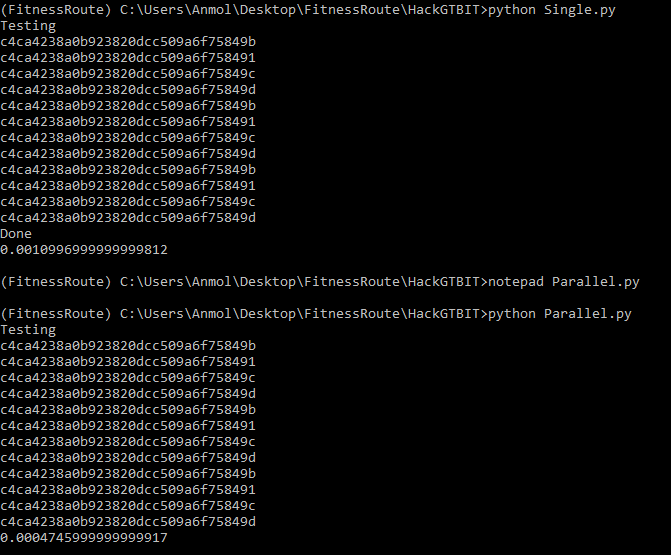 (FitnessRoute) C:\Users\Anmol\Desktop\FitnessRoute\HackGTBIT>python Single.py
Testing
c4ca4238a0b923820dcc509a6f75849b
c4ca4238a0b923820dcc509a6f758491
c4ca4238a0b923820dcc509a6f75849c
c4ca4238a0b923820dcc509a6f75849d
c4ca4238a0b923820dcc509a6f75849b
c4ca4238a0b923820dcc509a6f758491
c4ca4238a0b923820dcc509a6f75849c
c4ca4238a0b923820dcc509a6f75849d
c4ca4238a0b923820dcc509a6f75849b
c4ca4238a0b923820dcc509a6f758491
c4ca4238a0b923820dcc509a6f75849c
c4ca4238a0b923820dcc509a6f75849d
Done
0.0010996999999999812
(FitnessRoute) C:\Users\Anmol\Desktop\FitnessRoute\HackGTBIT>notepad Parallel.py
(FitnessRoute) C:\Users\Anmol\Desktop\FitnessRoute\HackGTBIT>python Parallel.py
Testing
c4ca4238a0b923820dcc509a6f75849b
c4ca4238a0b923820dcc509a6f758491
c4ca4238a0b923820dcc509a6f75849c
c4ca4238a0b923820dcc509a6f75849d
c4ca4238a0b923820dcc509a6f75849b
c4ca4238a0b923820dcc509a6f758491
c4ca4238a0b923820dcc509a6f75849c
c4ca4238a0b923820dcc509a6f75849d
c4ca4238a0b923820dcc509a6f75849b
c4ca4238a0b923820dcc509a6f758491
c4ca4238a0b923820dcc509a6f75849c
c4ca4238a0b923820dcc509a6f75849d
0.0004745999999999917